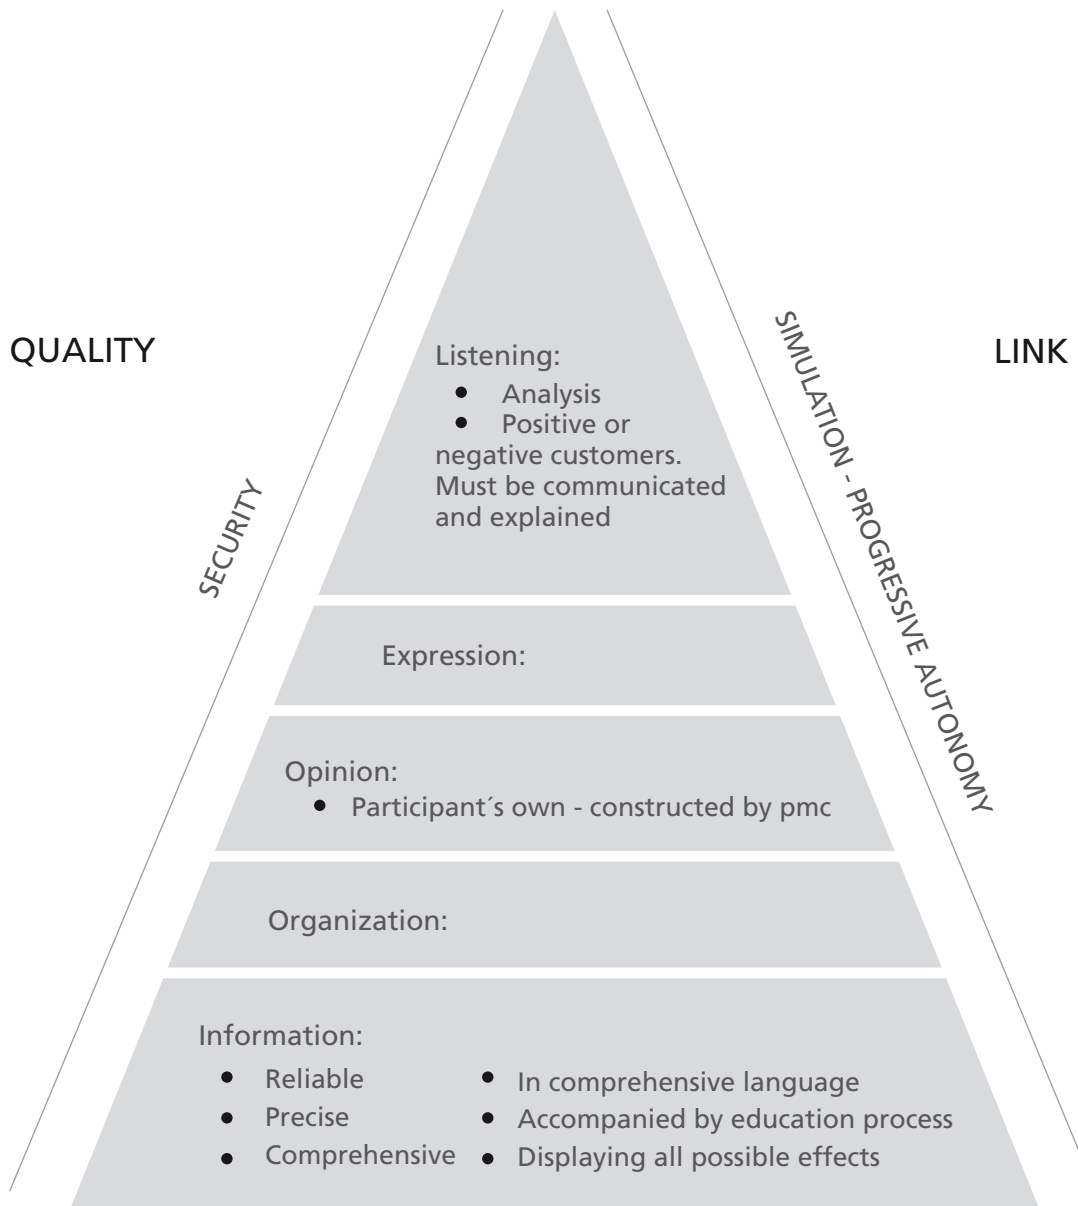 QUALITY
LINK
SECURITY
SIMULATION - PROGRESSIVE AUTONOMY
Listening:
• Analysis
• Positive or
negative customers.
Must be communicated
and explained
Expression:
Opinion:
• Participant´s own - constructed by pmc
Organization:
Information:
• Reliable
• Precise
• Comprehensive
• In comprehensive language
• Accompanied by education process
• Displaying all possible effects